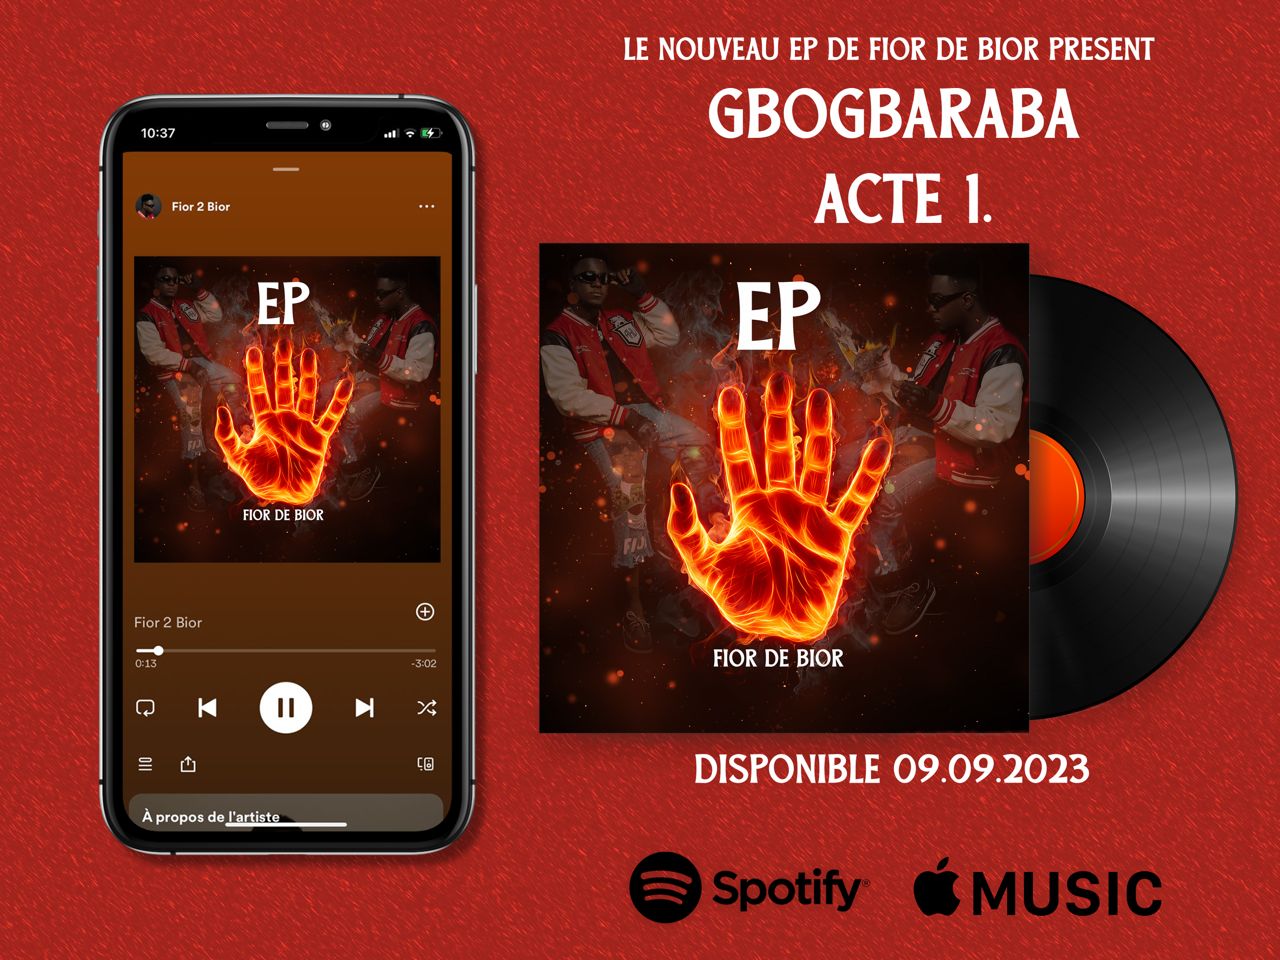 LE NOUVEAU EP DE FIOR DE BIOR PRESENT
GBOGBARABA
ACTE 1.
10:37
Fior 2 Bior
EP
FIOR DE BIOR
Fior 2 Bior
0:13
-3:02
À propos de l'artiste
EP
FIOR DE BIOR
DISPONIBLE 09.09.2023
Spotify®
MUSIC